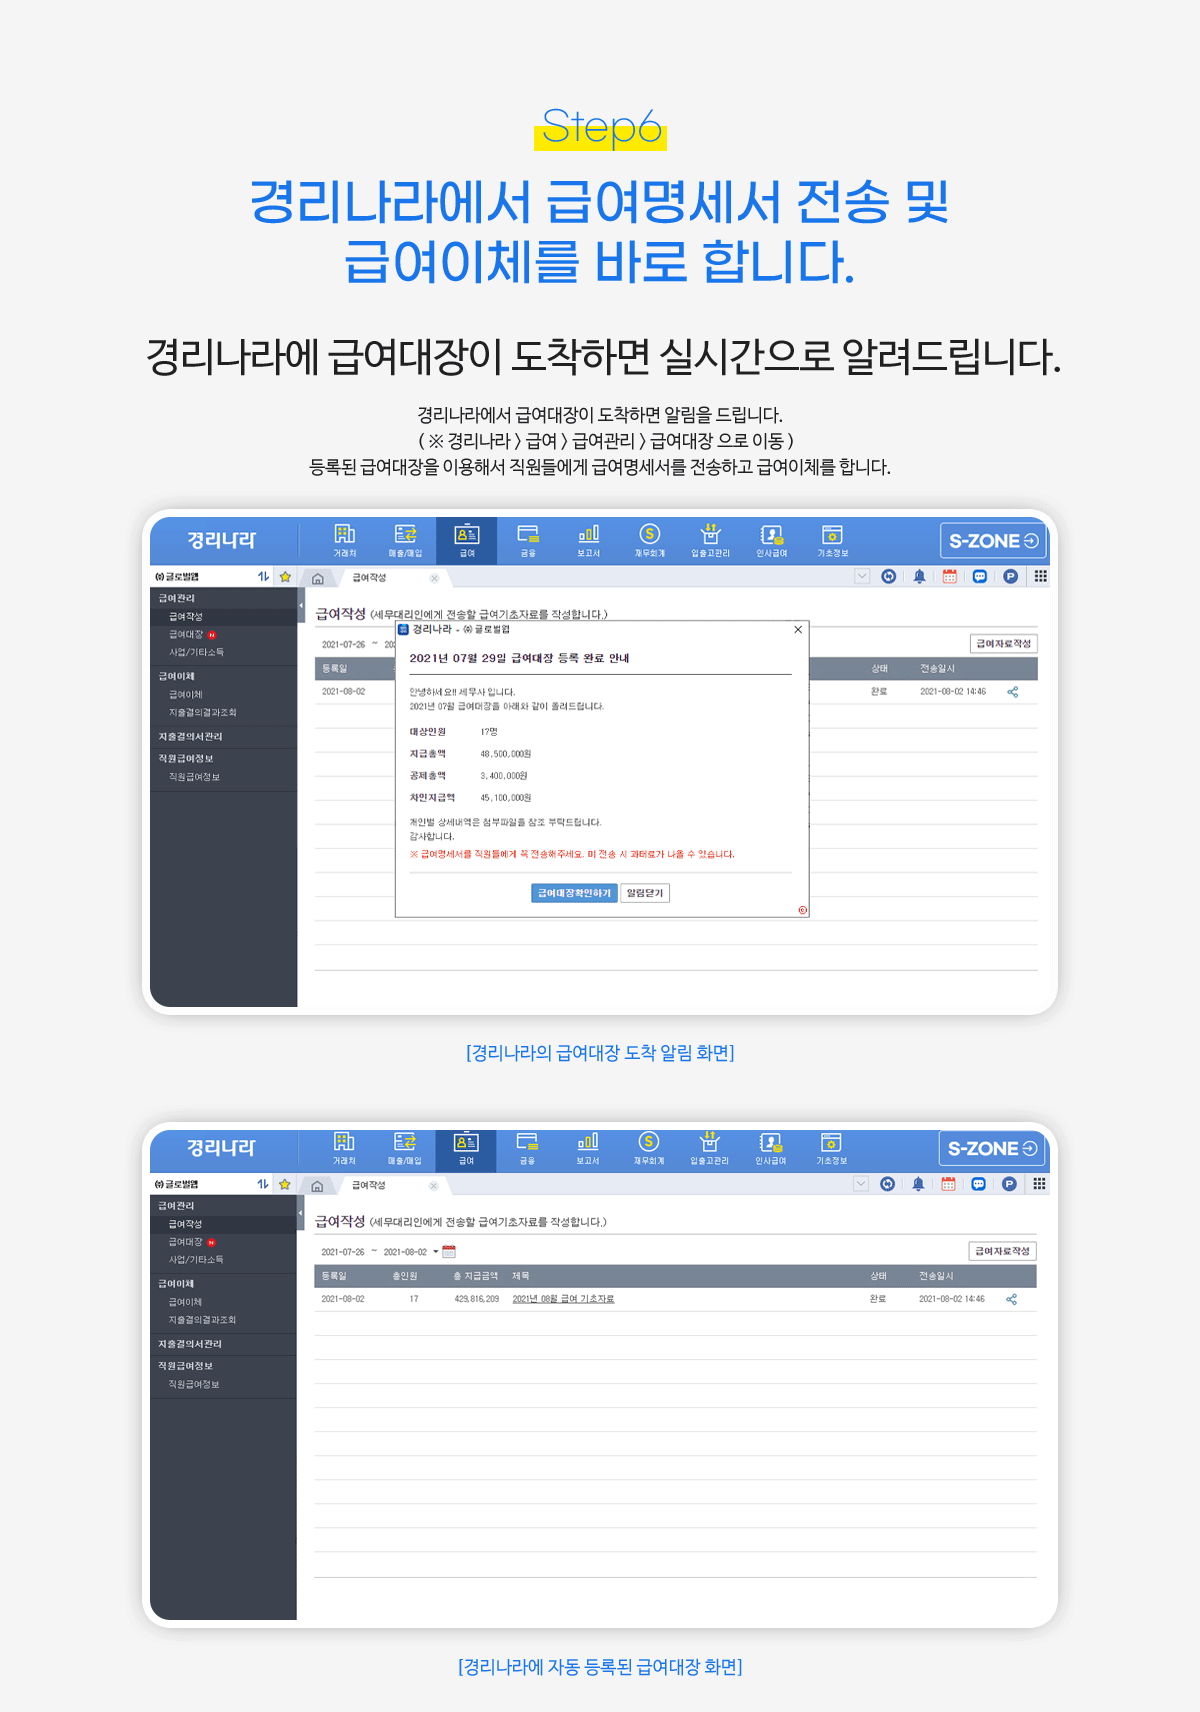 Step6
경리나라에서 급여명세서 전송 및
급여이체를 바로 합니다.
경리나라에 급여대장이 도착하면 실시간으로 알려드립니다.
경리나라에서 급여대장이 도착하면 알림을 드립니다.
( ※ 경리나라 > 급여 > 급여관리 > 급여대장 으로 이동 )
등록된 급여대장을 이용해서 직원들에게 급여명세서를 전송하고 급여이체를 합니다.
경리나라
거래처 매출/매입 급여 금융 보고서 재무회계 입출고관리 인사급여 기초정보
S-ZONE
㈜글로벌웹
급여작성
급여관리
급여작성
급여대장 N
사업/기타소득
급여이체
급여이체
지출결의결과조회
지출결의서관리
직원급여정보
직원급여정보
급여작성 (세무대리인에게 전송할 급여기초자료를 작성합니다.)
2021-07-26 ~ 202
급여자료작성
등록일 상태 전송일시
2021-08-02 완료 2021-08-02 14:46
경리나라 - ㈜글로벌웹
2021년 07월 29일 급여대장 등록 완료 안내
안녕하세요!! 세무사 입니다.
2021년 07월 급여대장을 아래와 같이 올려드립니다.
대상인원 17명
지급총액 48,500,000원
공제총액 3,400,000원
차인지급액 45,100,000원
개인별 상세내역은 첨부파일을 참조 부탁드립니다.
감사합니다.
※ 급여명세서를 직원들에게 꼭 전송해주세요. 미 전송 시 과태료가 나올 수 있습니다.
급여대장확인하기 알림닫기
[경리나라의 급여대장 도착 알림 화면]
경리나라
거래처 매출/매입 급여 금융 보고서 재무회계 입출고관리 인사급여 기초정보
S-ZONE
㈜글로벌웹
급여작성
급여관리
급여작성
급여대장 N
사업/기타소득
급여이체
급여이체
지출결의결과조회
지출결의서관리
직원급여정보
직원급여정보
급여작성 (세무대리인에게 전송할 급여기초자료를 작성합니다.)
2021-07-26 ~ 2021-08-02
급여자료작성
등록일 총인원 총 지급금액 제목 상태 전송일시
2021-08-02 17 429,816,209 2021년 08월 급여 기초자료 완료 2021-08-02 14:46
[경리나라에 자동 등록된 급여대장 화면]